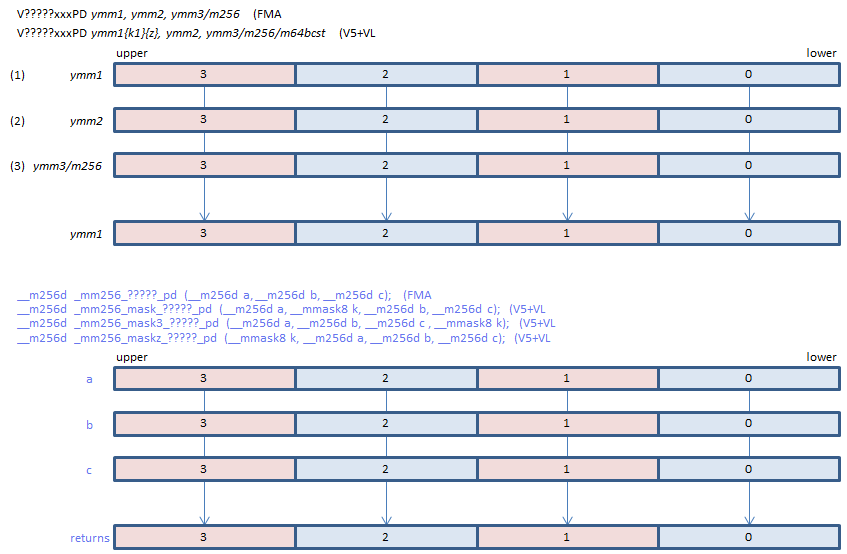 V?????xxxPD ymm1, ymm2, ymm3/m256 (FMA
V?????xxxPD ymm1{k1}{z}, ymm2, ymm3/m256/m64bcst (V5+VL
upper lower
(1) ymm1 3 2 1 0
(2) ymm2 3 2 1 0
(3) ymm3/m256 3 2 1 0
ymm1 3 2 1 0
__m256d _mm256_?????_pd (__m256d a, __m256d b, __m256d c); (FMA
__m256d _mm256_mask_?????_pd (__m256d a, __mmask8 k, __m256d b, __m256d c); (V5+VL
__m256d _mm256_mask3_?????_pd (__m256d a, __m256d b, __m256d c , __mmask8 k); (V5+VL
__m256d _mm256_maskz_?????_pd (__mmask8 k, __m256d a, __m256d b, __m256d c); (V5+VL
upper lower
a 3 2 1 0
b 3 2 1 0
c 3 2 1 0
returns 3 2 1 0